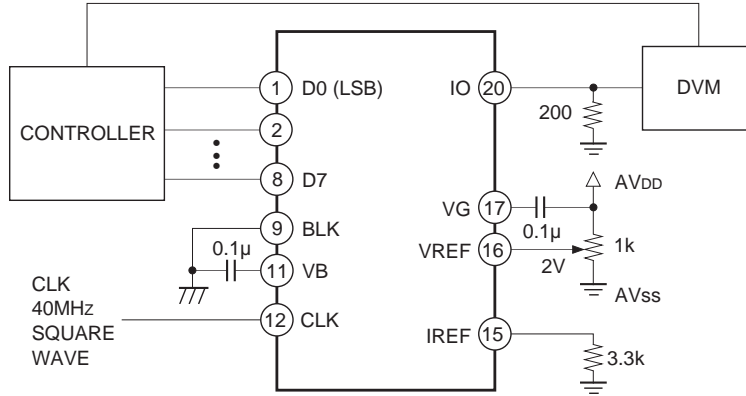 CONTROLLER
1 D0 (LSB)
2
8 D7
9 BLK
0.1µ
11 VB
12 CLK
CLK
40MHz
SQUARE
WAVE
IO 20
200
DVM
AVDD
VG 17
0.1µ
VREF 16
2V
1k
AVss
IREF 15
3.3k